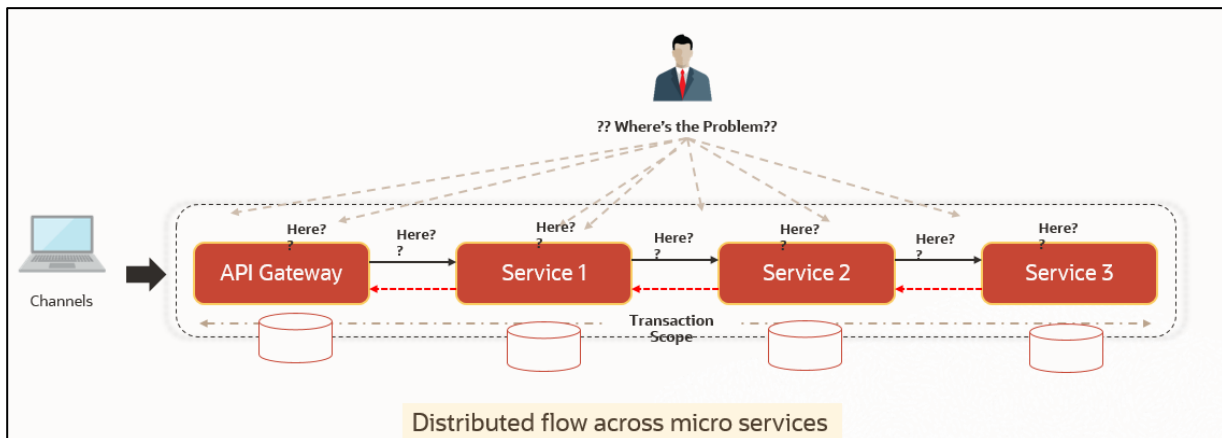 ?? Where's the Problem??
Here?
?
Here?
?
Here?
?
Here?
?
Here?
?
Here?
?
Here?
?
API Gateway
Service 1
Service 2
Service 3
Channels
Transaction
Scope
Distributed flow across micro services